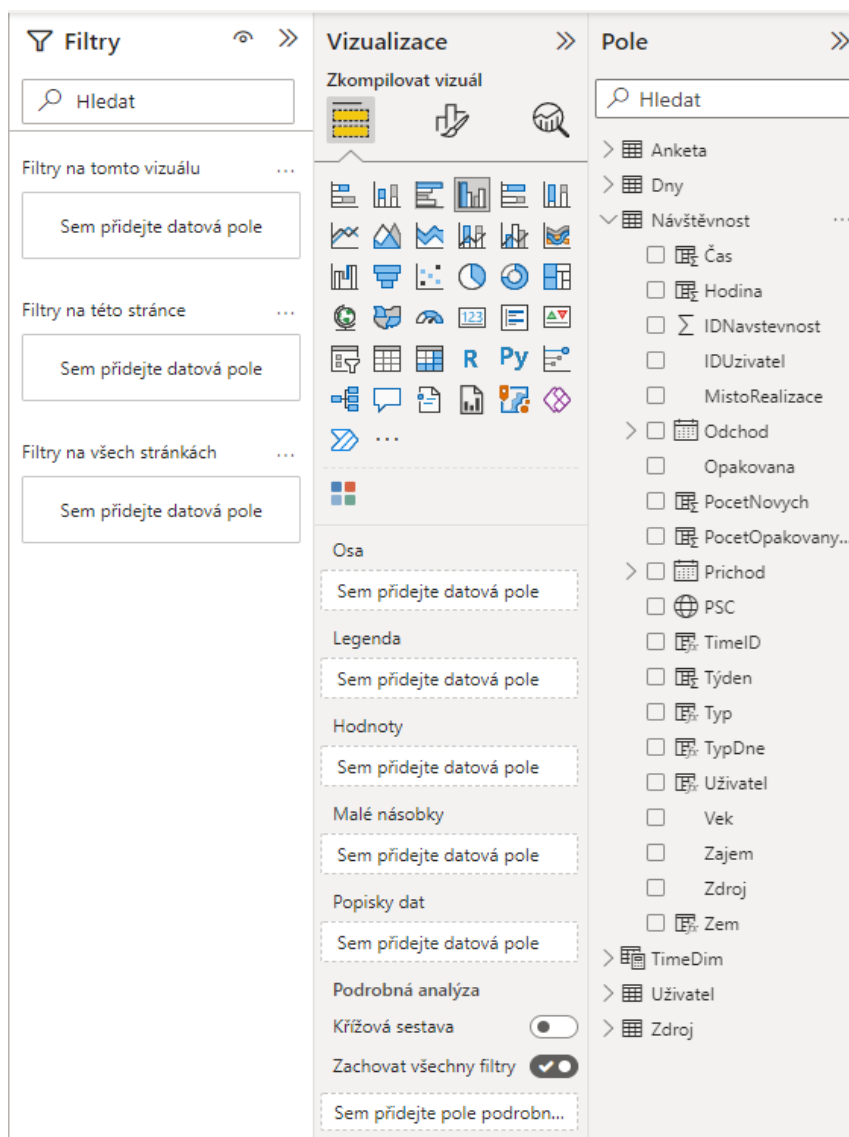 Filtry
Hledat
Filtry na tomto vizuálu ...
Sem přidejte datová pole
Filtry na této stránce ...
Sem přidejte datová pole
Filtry na všech stránkách ...
Sem přidejte datová pole
Vizualizace
Zkompilovat vizuál
123
R Py
...
Osa
Sem přidejte datová pole
Legenda
Sem přidejte datová pole
Hodnoty
Sem přidejte datová pole
Malé násobky
Sem přidejte datová pole
Popisky dat
Sem přidejte datová pole
Podrobná analýza
Křížová sestava
Zachovat všechny filtry
Sem přidejte pole podrobn...
Pole
Hledat
Anketa
Dny
Návštěvnost ...
Čas
Hodina
IDNavstevnost
IDUzivatel
MistoRealizace
Odchod
Opakovana
PocetNovych
PocetOpakovany...
Prichod
PSC
TimeID
Týden
Typ
TypDne
Uživatel
Vek
Zajem
Zdroj
Zem
TimeDim
Uživatel
Zdroj